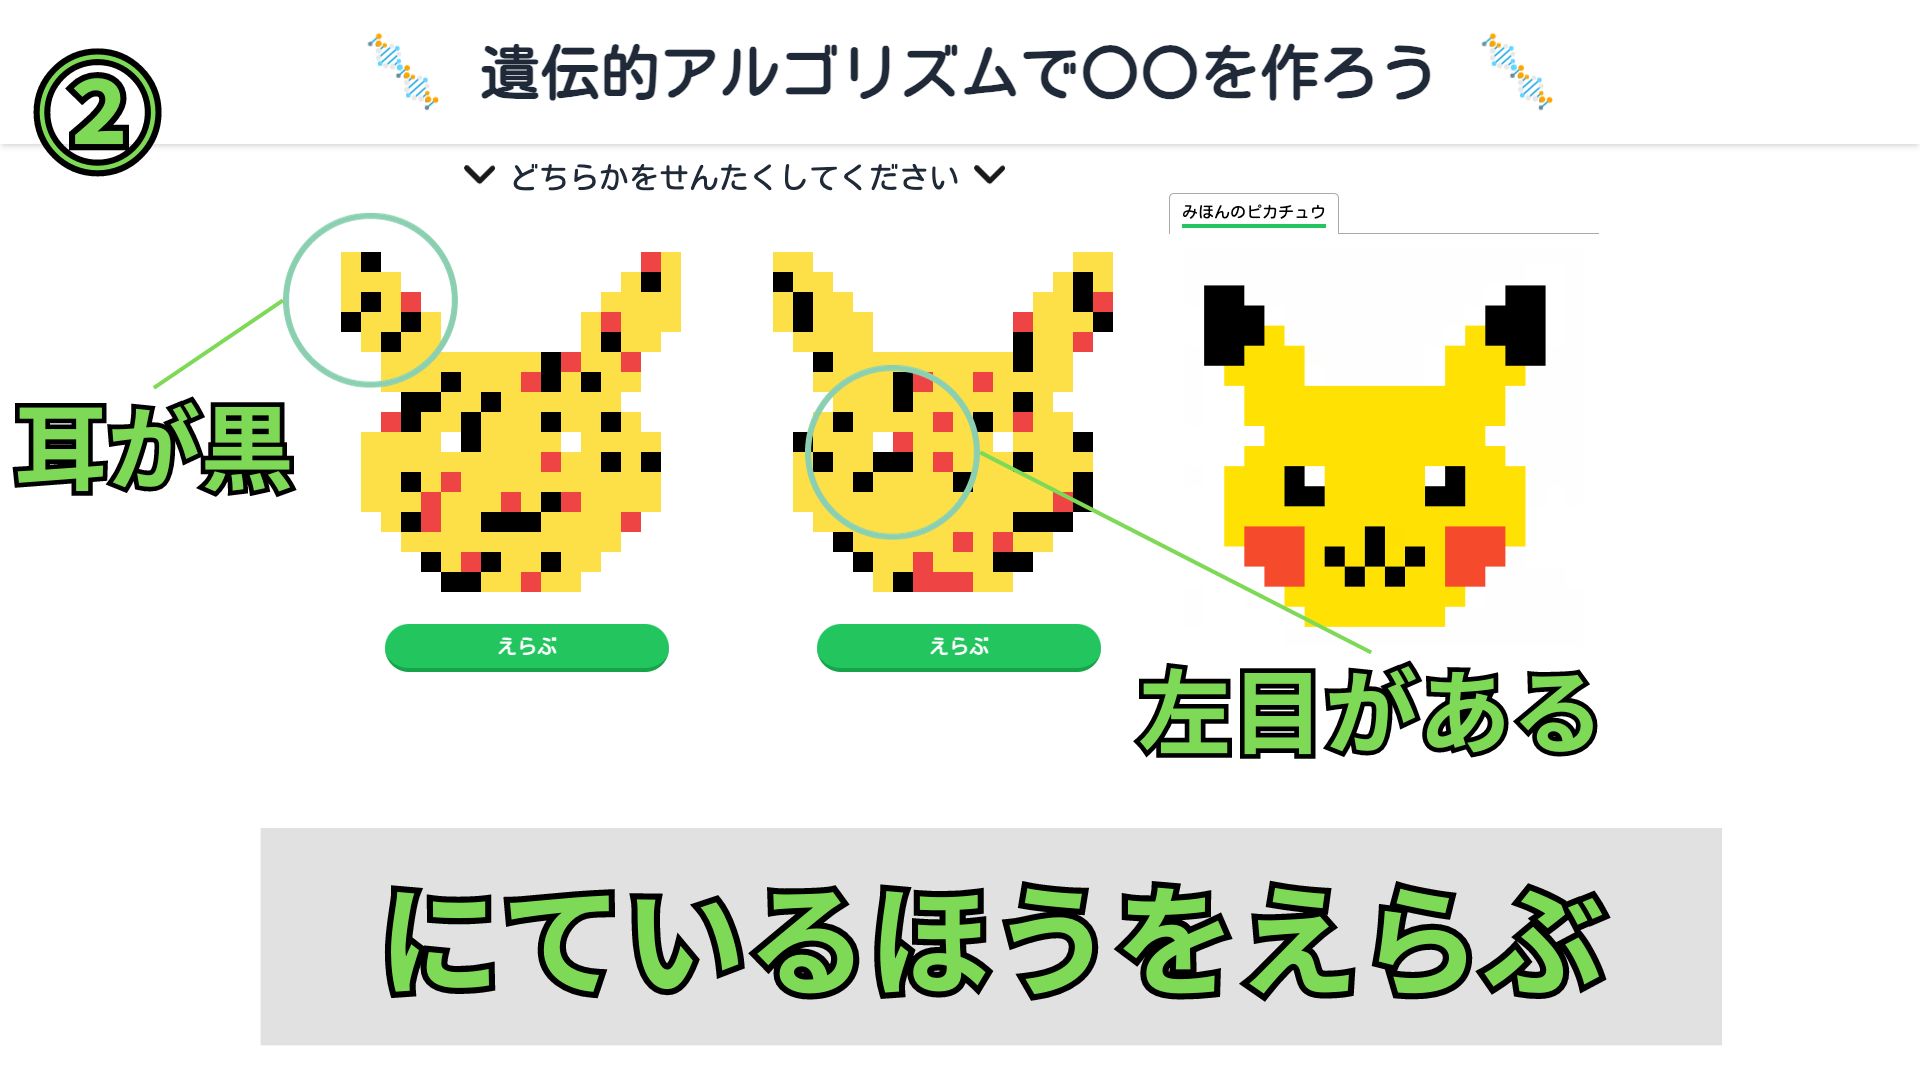 ②
遺伝的アルゴリズムで〇〇を作ろう
どちらかをせんたくしてください
みほんのピカチュウ
耳が黒
えらぶ
えらぶ
左目がある
にているほうをえらぶ